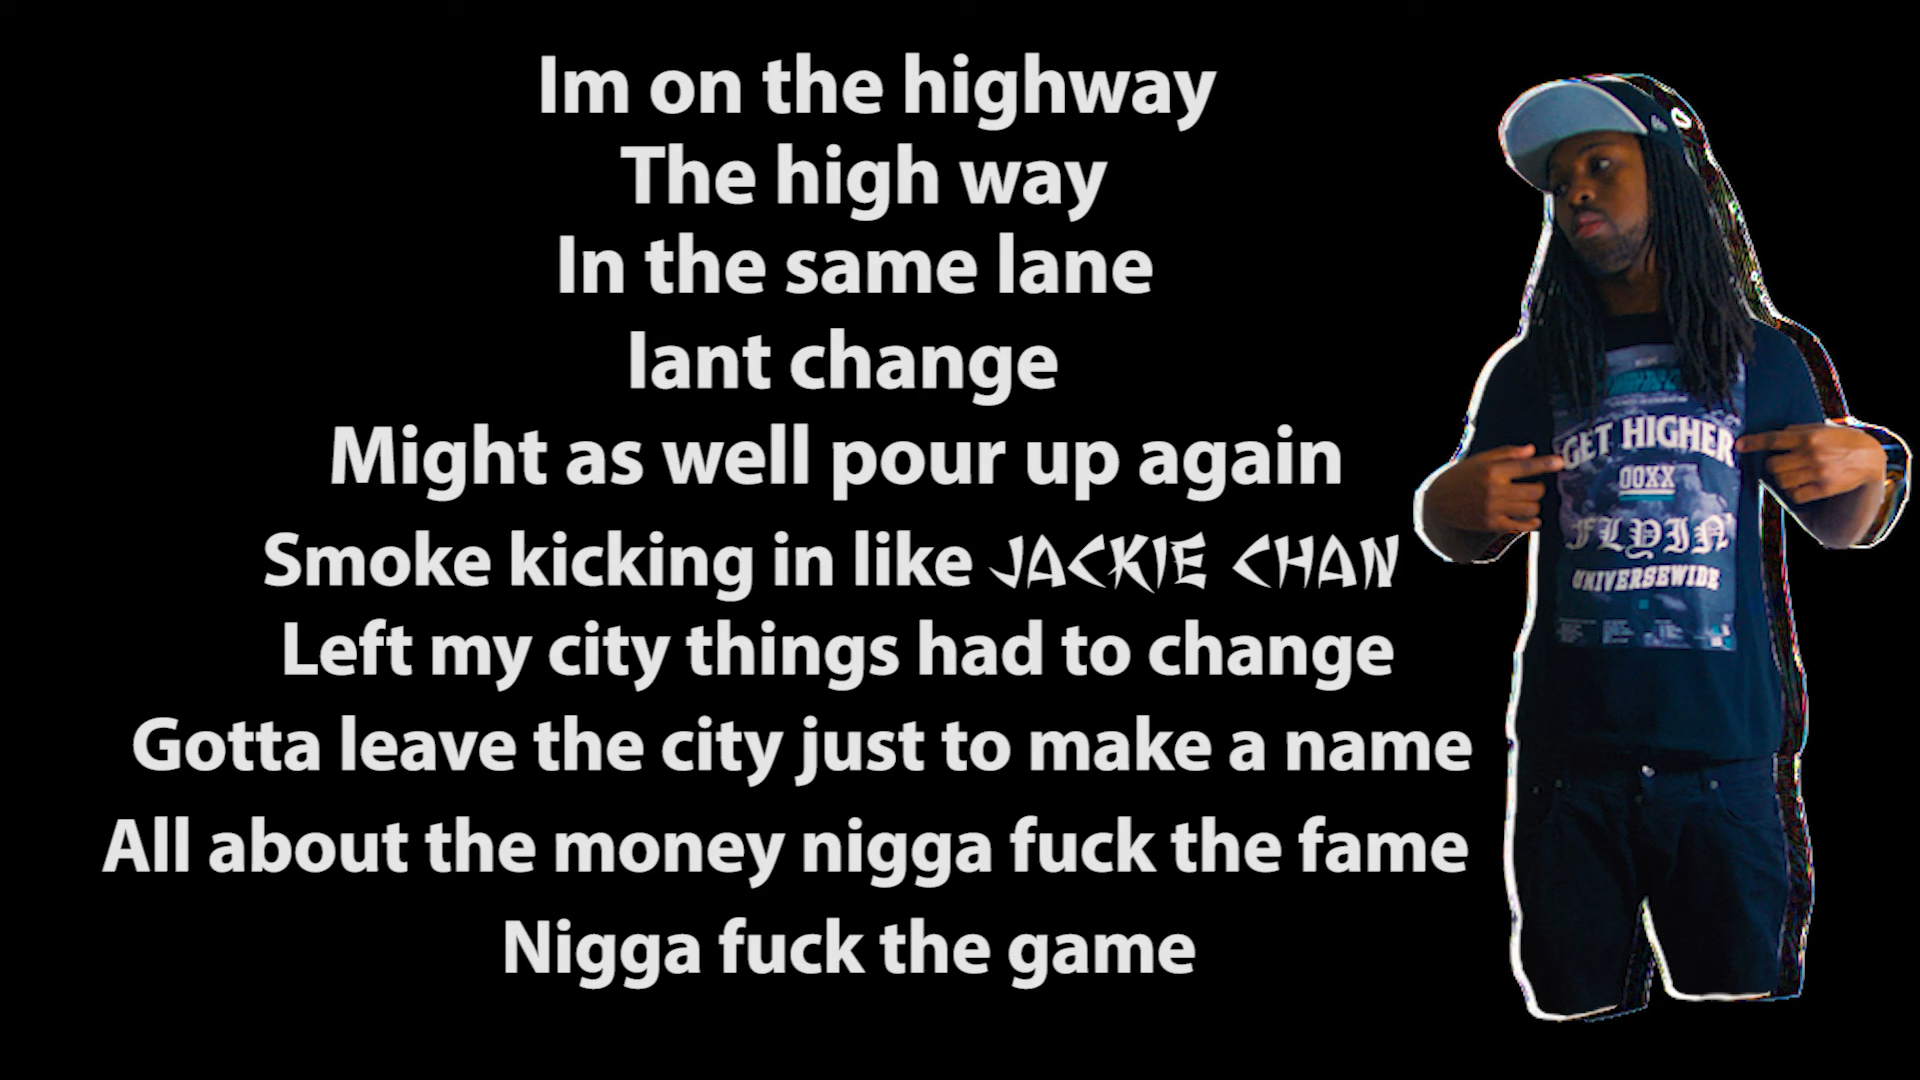 Im on the highway
The high way
In the same lane
Iant change
Might as well pour up again
Smoke kicking in like JACKIE CHAN
Left my city things had to change
Gotta leave the city just to make a name
All about the money nigga fuck the fame
Nigga fuck the game
GET HIGHER
OOXX
FLYIN'
UNIVERSEWIDE